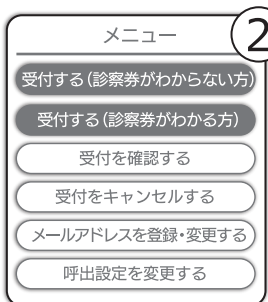 メニュー
2
受付する(診察券がわからない方)
受付する(診察券がわかる方)
受付を確認する
受付をキャンセルする
メールアドレスを登録・変更する
呼出設定を変更する